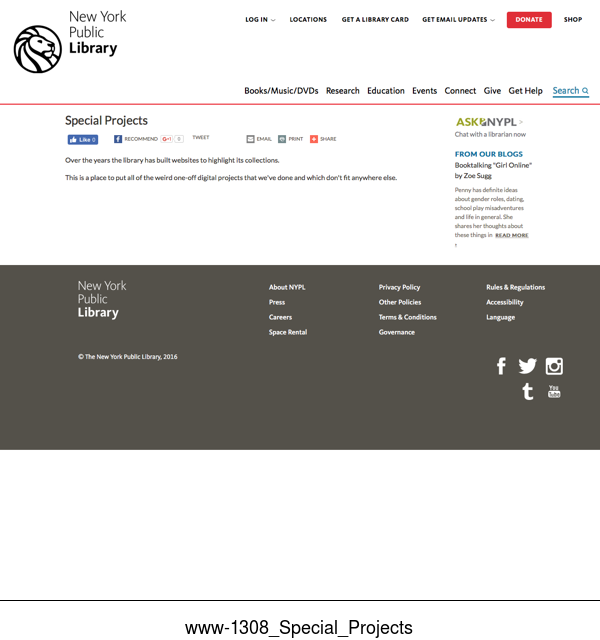 New York
Public
Library
LOG IN
LOCATIONS
GET A LIBRARY CARD
GET EMAIL UPDATES
DONATE
SHOP
Books/Music/DVDs
Research
Education
Events
Connect
Give
Get Help
Search
Special Projects
Like 0
RECOMMEND
G+1 0
TWEET
EMAIL
PRINT
SHARE
Over the years the library has built websites to highlight its collections.
This is a place to put all of the weird one-off digital projects that we've done and which don't fit anywhere else.
ASK NYPL >
Chat with a librarian now
FROM OUR BLOGS
Booktalking "Girl Online"
by Zoe Sugg
Penny has definite ideas
about gender roles, dating,
school play misadventures
and life in general. She
shares her thoughts about
these things in READ MORE
New York
Public
Library
About NYPL
Press
Careers
Space Rental
Privacy Policy
Other Policies
Terms & Conditions
Governance
Rules & Regulations
Accessibility
Language
© The New York Public Library, 2016
You
Tube
www-1308_Special_Projects